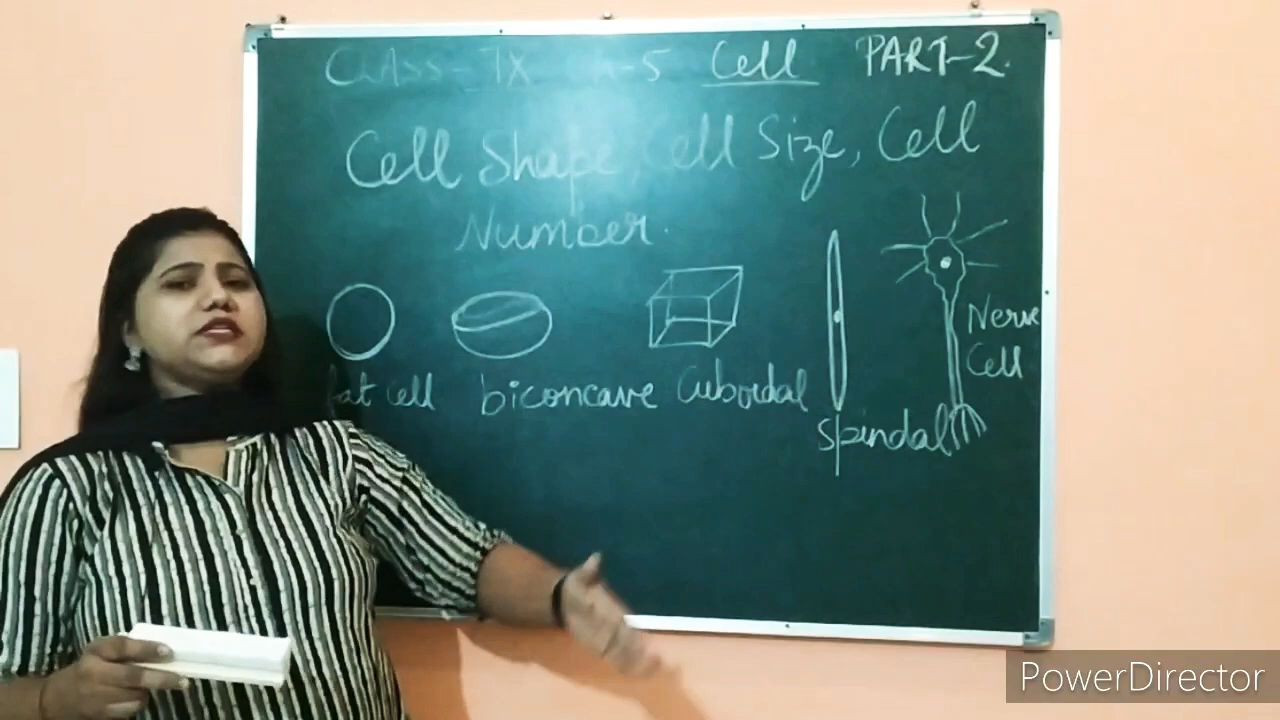 CLASS-IX Ch-5 Cell PART-2.
Cell Shape, Cell Size, Cell
Number.
fat cell biconcave Cuboidal
Spindal
Nerve
Cell
PowerDirector